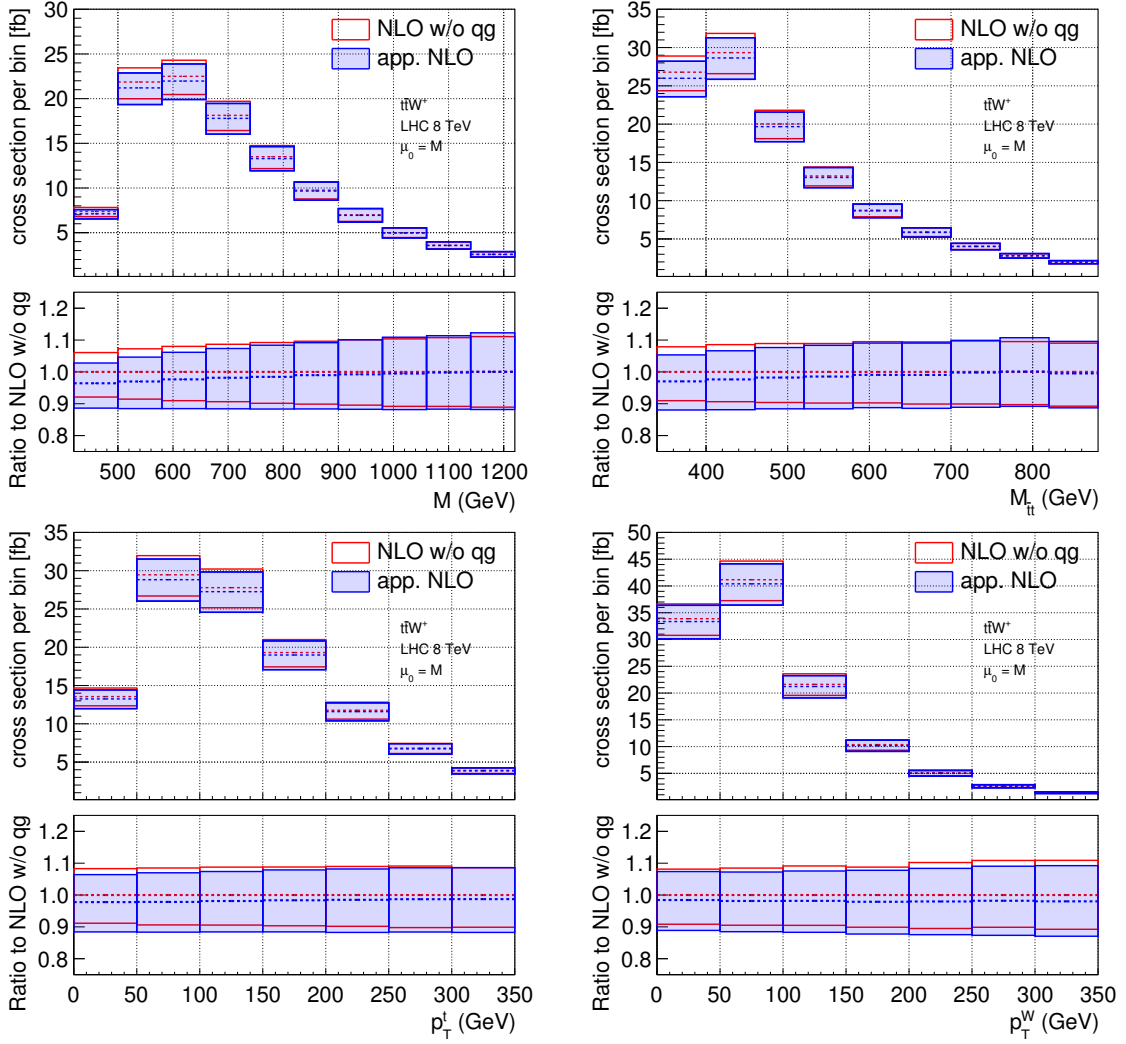 cross section per bin [fb]
30
25
20
15
10
5
NLO w/o qg
app. NLO
tt̄W⁺
LHC 8 TeV
μ₀ = M
Ratio to NLO w/o qg
1.2
1.1
1.0
0.9
0.8
500 600 700 800 900 1000 1100 1200
M (GeV)
cross section per bin [fb]
35
30
25
20
15
10
5
NLO w/o qg
app. NLO
tt̄W⁺
LHC 8 TeV
μ₀ = M
Ratio to NLO w/o qg
1.2
1.1
1.0
0.9
0.8
400 500 600 700 800
M_tt̄ (GeV)
cross section per bin [fb]
35
30
25
20
15
10
5
NLO w/o qg
app. NLO
tt̄W⁺
LHC 8 TeV
μ₀ = M
Ratio to NLO w/o qg
1.2
1.1
1.0
0.9
0.8
0 50 100 150 200 250 300 350
p_T^t (GeV)
cross section per bin [fb]
50
45
40
35
30
25
20
15
10
5
NLO w/o qg
app. NLO
tt̄W⁺
LHC 8 TeV
μ₀ = M
Ratio to NLO w/o qg
1.2
1.1
1.0
0.9
0.8
0 50 100 150 200 250 300 350
p_T^W (GeV)